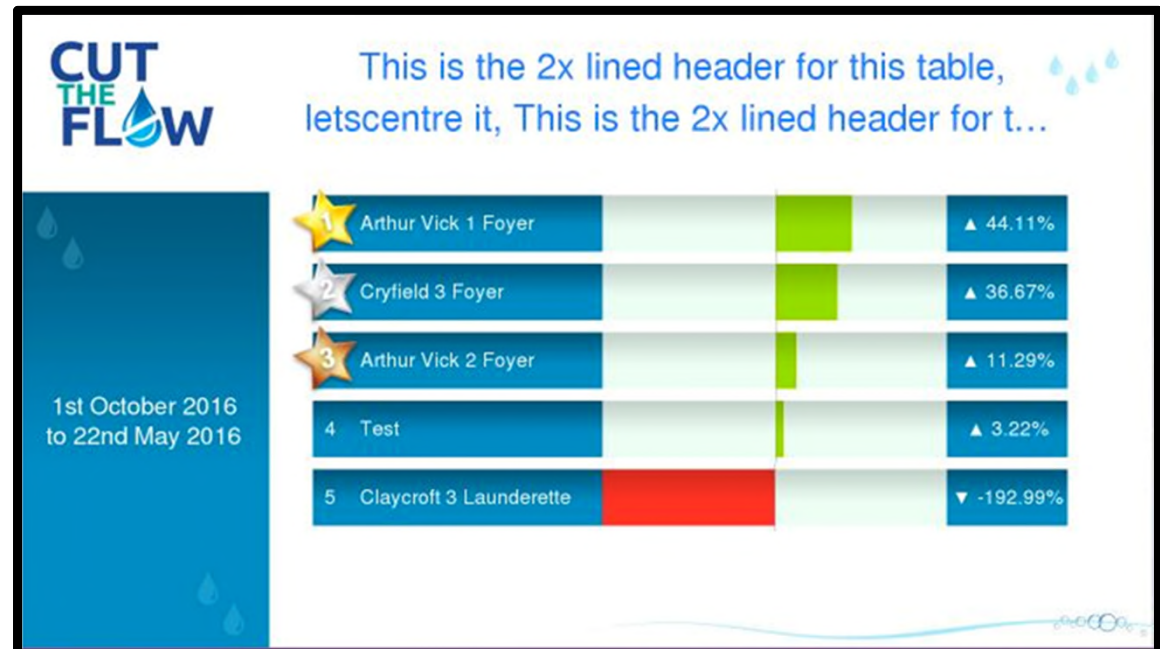 CUT
THE
FLOW
This is the 2x lined header for this table,
letscentre it, This is the 2x lined header for t...
1st October 2016
to 22nd May 2016
1 Arthur Vick 1 Foyer ▲ 44.11%
2 Cryfield 3 Foyer ▲ 36.67%
3 Arthur Vick 2 Foyer ▲ 11.29%
4 Test ▲ 3.22%
5 Claycroft 3 Launderette ▼ -192.99%